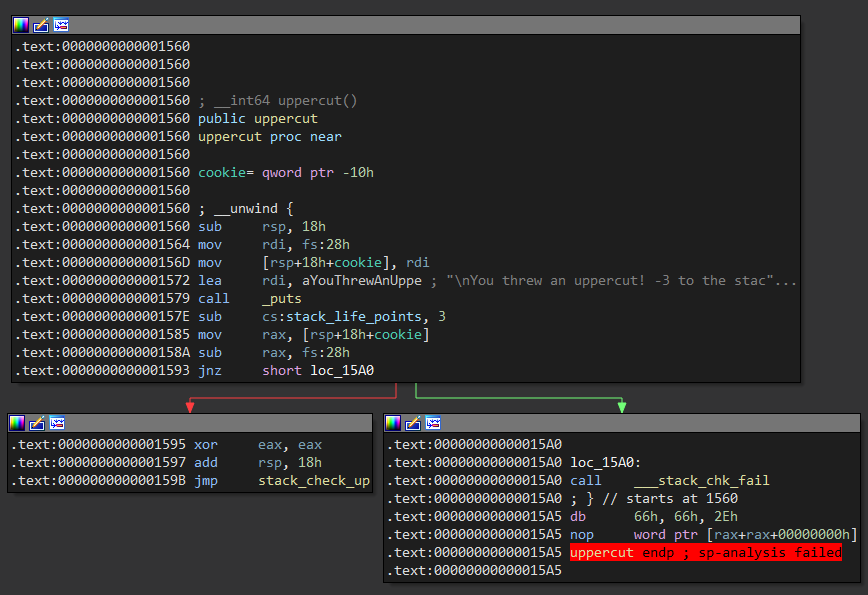 .text:0000000000001560
.text:0000000000001560
.text:0000000000001560
.text:0000000000001560 ; __int64 uppercut()
.text:0000000000001560 public uppercut
.text:0000000000001560 uppercut proc near
.text:0000000000001560
.text:0000000000001560 cookie= qword ptr -10h
.text:0000000000001560
.text:0000000000001560 ; __unwind {
.text:0000000000001560 sub     rsp, 18h
.text:0000000000001564 mov     rdi, fs:28h
.text:000000000000156D mov     [rsp+18h+cookie], rdi
.text:0000000000001572 lea     rdi, aYouThrewAnUppe ; "\nYou threw an uppercut! -3 to the stac"...
.text:0000000000001579 call    _puts
.text:000000000000157E sub     cs:stack_life_points, 3
.text:0000000000001585 mov     rax, [rsp+18h+cookie]
.text:000000000000158A sub     rax, fs:28h
.text:0000000000001593 jnz     short loc_15A0
.text:0000000000001595 xor     eax, eax
.text:0000000000001597 add     rsp, 18h
.text:000000000000159B jmp     stack_check_up
.text:00000000000015A0
.text:00000000000015A0 loc_15A0:
.text:00000000000015A0 call    ___stack_chk_fail
.text:00000000000015A0 ; } // starts at 1560
.text:00000000000015A5 db      66h, 66h, 2Eh
.text:00000000000015A5 nop     word ptr [rax+rax+00000000h]
.text:00000000000015A5 uppercut endp ; sp-analysis failed
.text:00000000000015A5